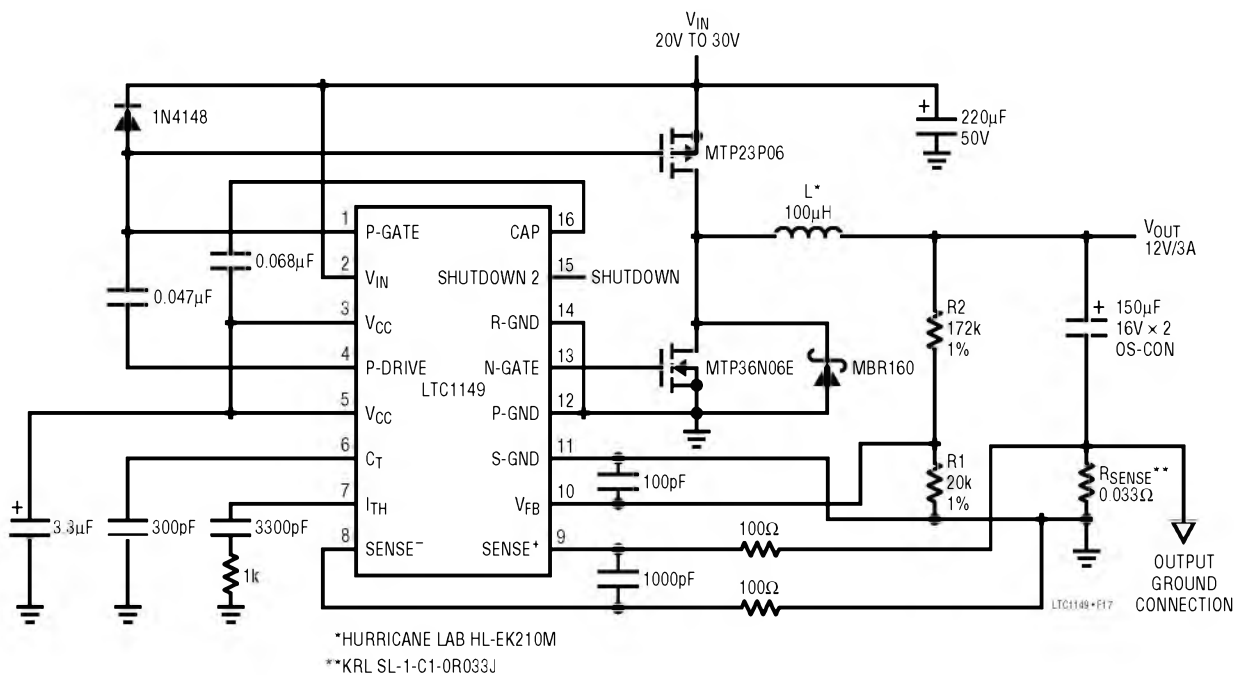 V_IN
20V TO 30V
1N4148
+
220µF
50V
MTP23P06
L*
100µH
V_OUT
12V/3A
1
P-GATE
CAP
16
0.068µF
2
V_IN
SHUTDOWN 2
15
SHUTDOWN
0.047µF
3
V_CC
R-GND
14
R2
172k
1%
+
150µF
16V × 2
OS-CON
4
P-DRIVE
N-GATE
13
MTP36N06E
MBR160
LTC1149
5
V_CC
P-GND
12
6
C_T
S-GND
11
100pF
R1
20k
1%
R_SENSE**
0.033Ω
7
I_TH
V_FB
10
+
3.3µF
300pF
3300pF
8
SENSE−
SENSE+
9
100Ω
1k
1000pF
100Ω
OUTPUT
GROUND
CONNECTION
LTC1149 • F17
*HURRICANE LAB HL-EK210M
**KRL SL-1-C1-0R033J